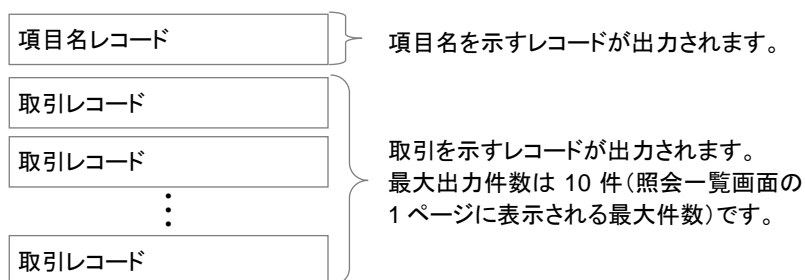 項目名レコード
項目名を示すレコードが出力されます。
取引レコード
取引レコード
取引を示すレコードが出力されます。
最大出力件数は 10 件（照会一覧画面の
1 ページに表示される最大件数）です。
取引レコード